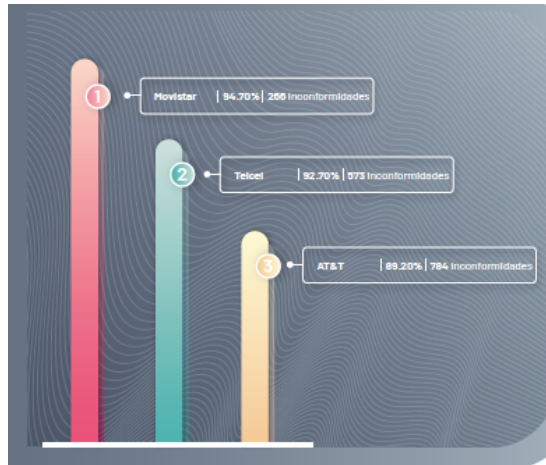 1 Movistar | 94.70% | 266 Inconformidades
2 Telcel | 92.70% | 573 Inconformidades
3 AT&T | 89.20% | 784 Inconformidades